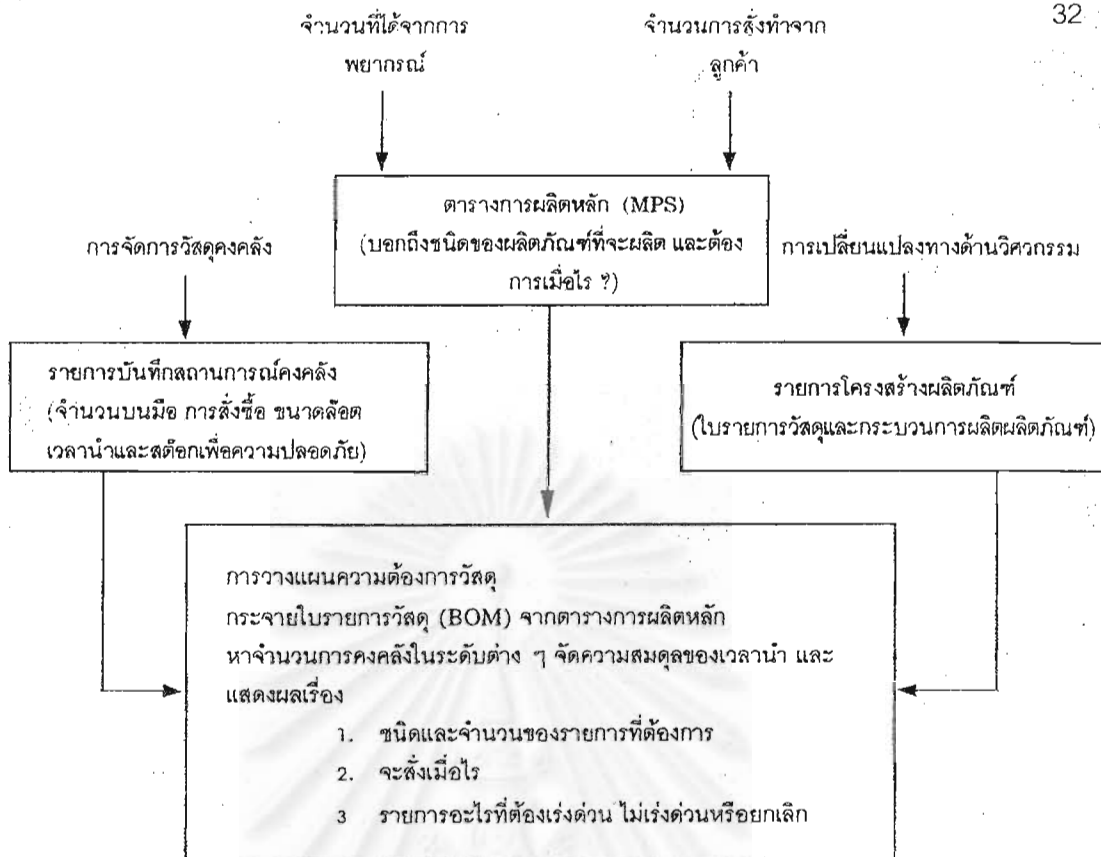 32
จำนวนที่ได้จากการ
พยากรณ์
จำนวนการสั่งทำจาก
ลูกค้า
ตารางการผลิตหลัก (MPS)
(บอกถึงชนิดของผลิตภัณฑ์ที่จะผลิต และต้อง
การเมื่อไร ?)
การจัดการวัสดุคงคลัง
การเปลี่ยนแปลงทางด้านวิศวกรรม
รายการบันทึกสถานการณ์คงคลัง
(จำนวนบนมือ การสั่งซื้อ ขนาดล๊อต
เวลานำและสต๊อกเพื่อความปลอดภัย)
รายการโครงสร้างผลิตภัณฑ์
(ใบรายการวัสดุและกระบวนการผลิตผลิตภัณฑ์)
การวางแผนความต้องการวัสดุ
กระจายใบรายการวัสดุ (BOM) จากตารางการผลิตหลัก
หาจำนวนการคงคลังในระดับต่าง ๆ จัดความสมดุลของเวลานำ และ
แสดงผลเรื่อง
1. ชนิดและจำนวนของรายการที่ต้องการ
2. จะสั่งเมื่อไร
3 รายการอะไรที่ต้องเร่งด่วน ไม่เร่งด่วนหรือยกเลิก